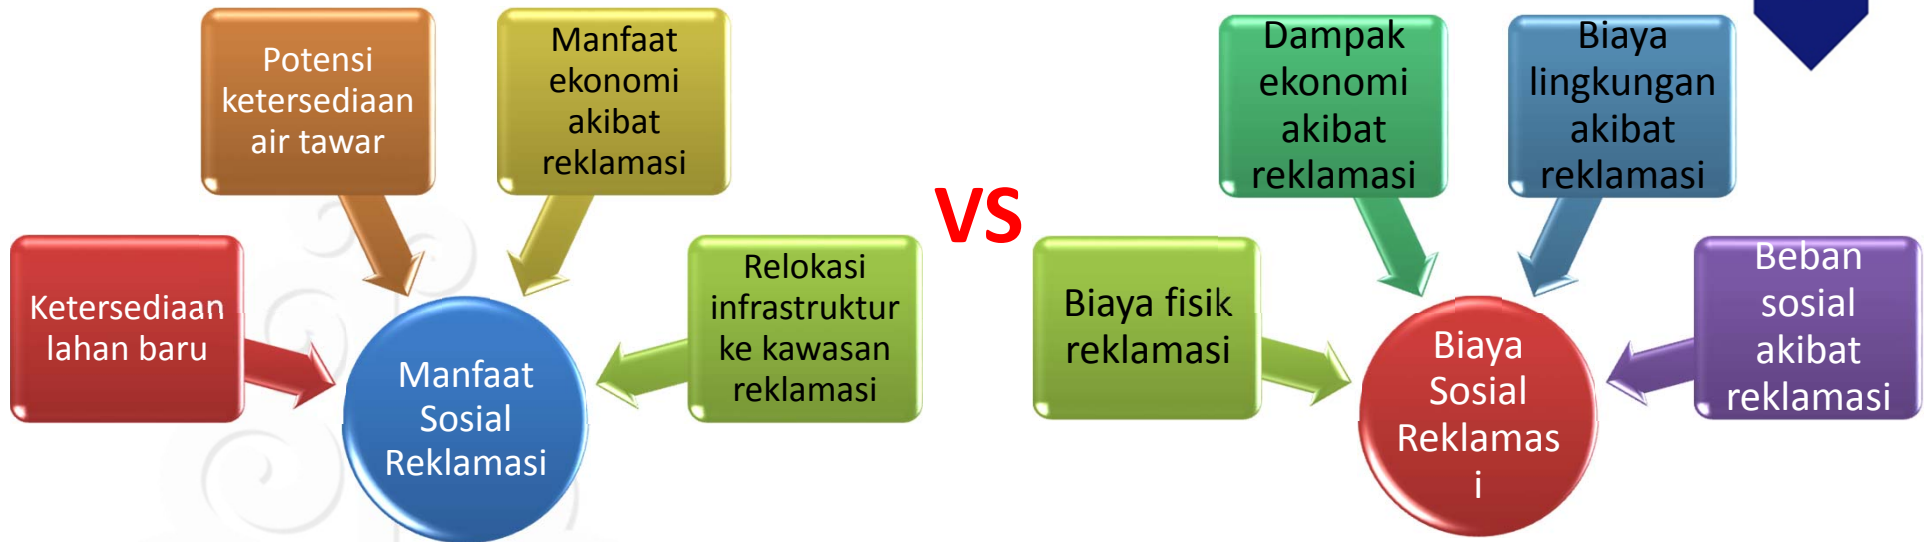 Potensi
ketersediaan
air tawar
Manfaat
ekonomi
akibat
reklamasi
Ketersediaan
lahan baru
Relokasi
infrastruktur
ke kawasan
reklamasi
Manfaat
Sosial
Reklamasi
VS
Dampak
ekonomi
akibat
reklamasi
Biaya
lingkungan
akibat
reklamasi
Biaya fisik
reklamasi
Beban
sosial
akibat
reklamasi
Biaya
Sosial
Reklamas
i